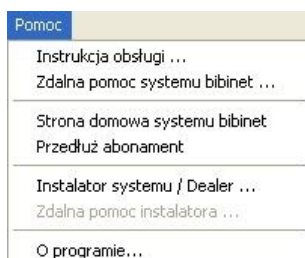 Pomoc
Instrukcja obsługi ...
Zdalna pomoc systemu bibinet ...
Strona domowa systemu bibinet
Przedłuż abonament
Instalator systemu / Dealer ...
Zdalna pomoc instalatora ...
O programie...